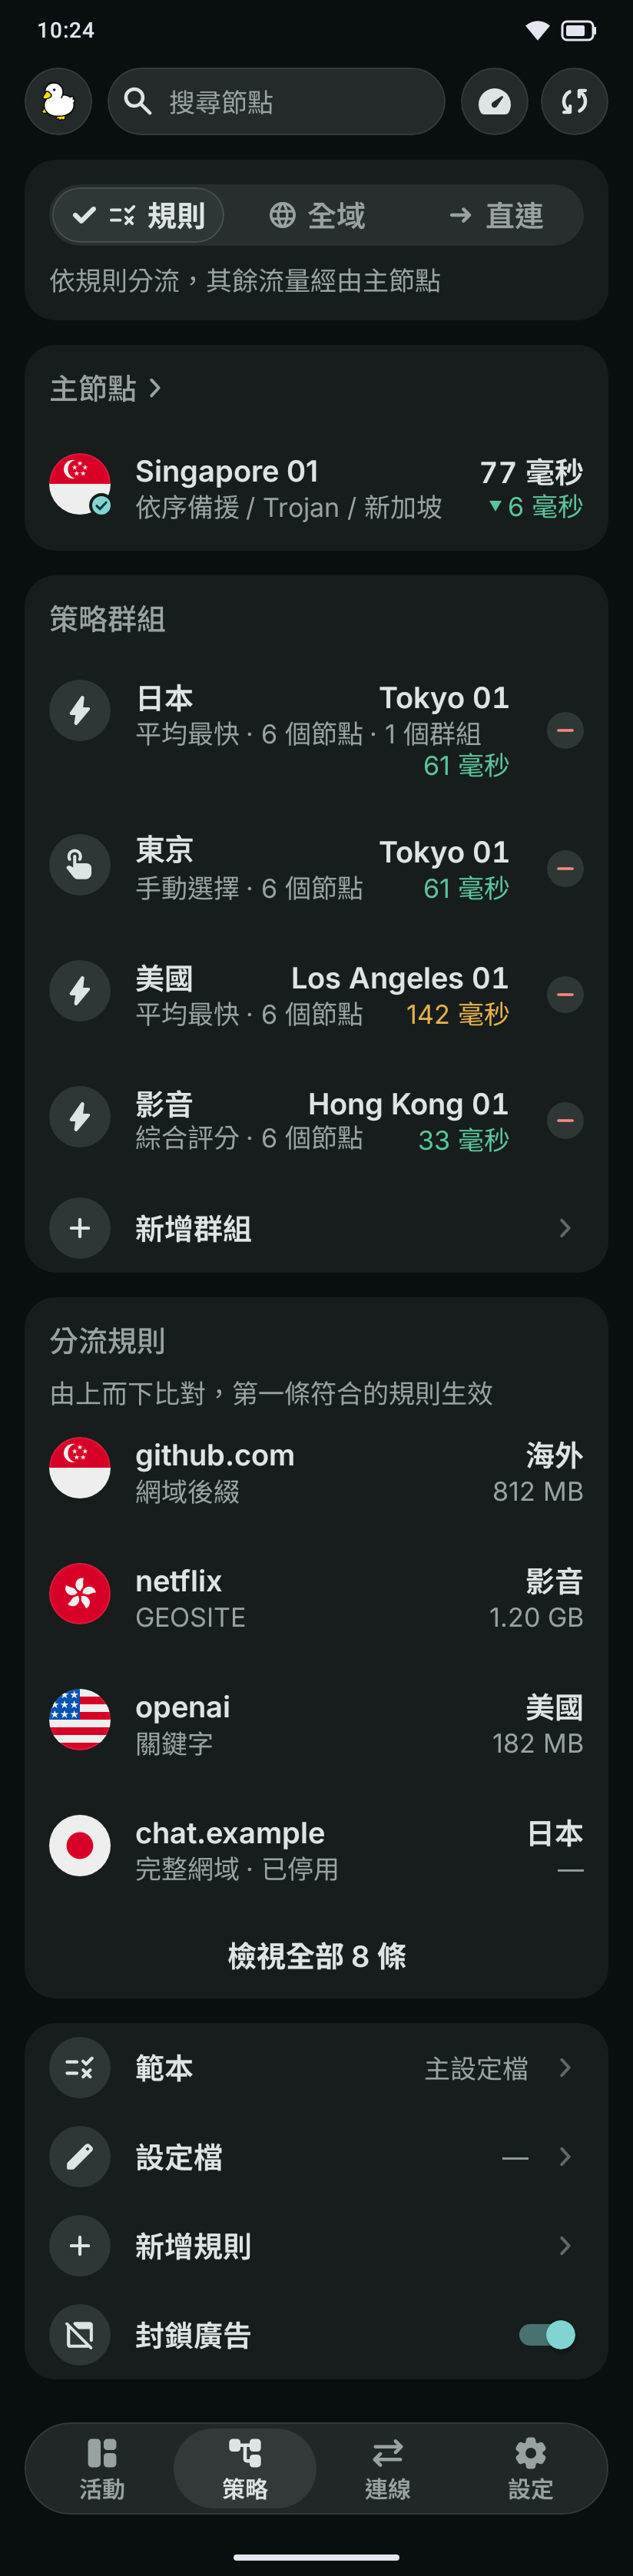 10:24
搜尋節點
規則 全域 直連
依規則分流，其餘流量經由主節點
主節點
Singapore 01 77 毫秒
依序備援 / Trojan / 新加坡 ▼6 毫秒
策略群組
日本 Tokyo 01
平均最快 · 6 個節點 · 1 個群組
61 毫秒
東京 Tokyo 01
手動選擇 · 6 個節點 61 毫秒
美國 Los Angeles 01
平均最快 · 6 個節點 142 毫秒
影音 Hong Kong 01
綜合評分 · 6 個節點 33 毫秒
新增群組
分流規則
由上而下比對，第一條符合的規則生效
github.com 海外
網域後綴 812 MB
netflix 影音
GEOSITE 1.20 GB
openai 美國
關鍵字 182 MB
chat.example 日本
完整網域 · 已停用 —
檢視全部 8 條
範本 主設定檔
設定檔 —
新增規則
封鎖廣告
活動 策略 連線 設定